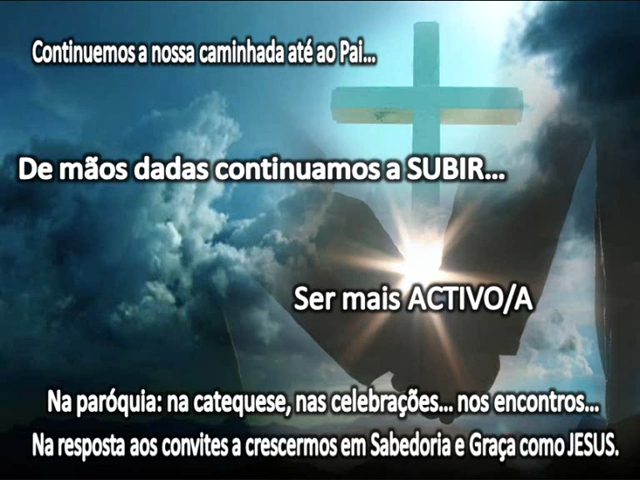 Continuemos a nossa caminhada até ao Pai...
De mãos dadas continuamos a SUBIR...
Ser mais ACTIVO/A
Na paróquia: na catequese, nas celebrações... nos encontros...
Na resposta aos convites a crescermos em Sabedoria e Graça como JESUS.